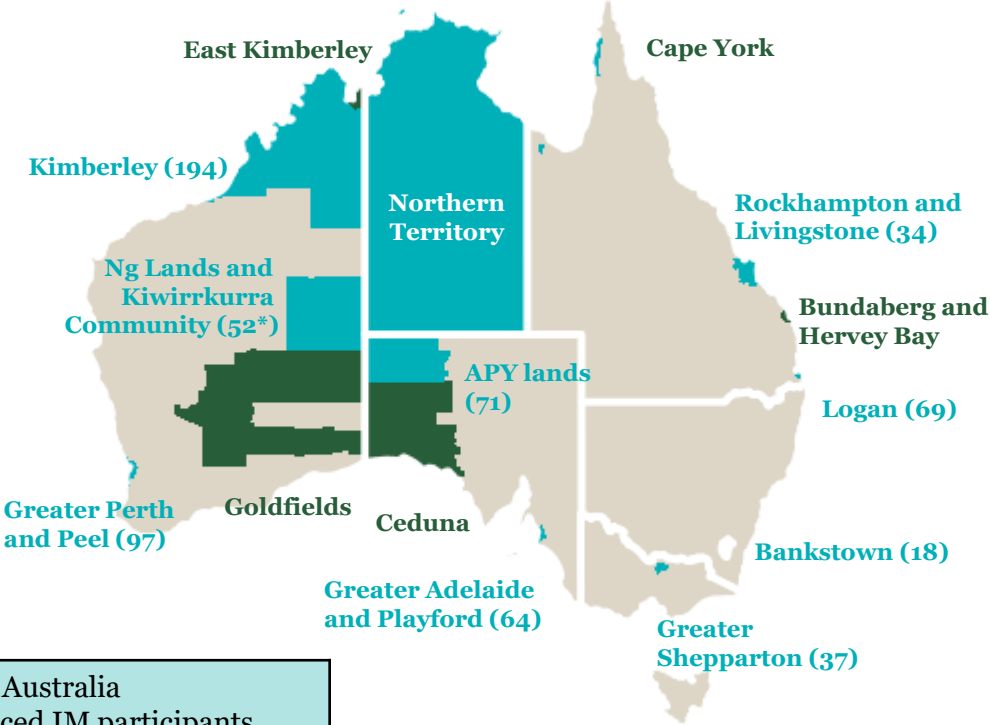 East Kimberley
Cape York
Kimberley (194)
Northern
Territory
Rockhampton and
Livingstone (34)
Ng Lands and
Kiwirrkurra
Community (52*)
Bundaberg and
Hervey Bay
APY lands
(71)
Logan (69)
Greater Perth
and Peel (97)
Goldfields
Ceduna
Bankstown (18)
Greater Adelaide
and Playford (64)
Greater
Shepparton (37)
Australia
IM participants